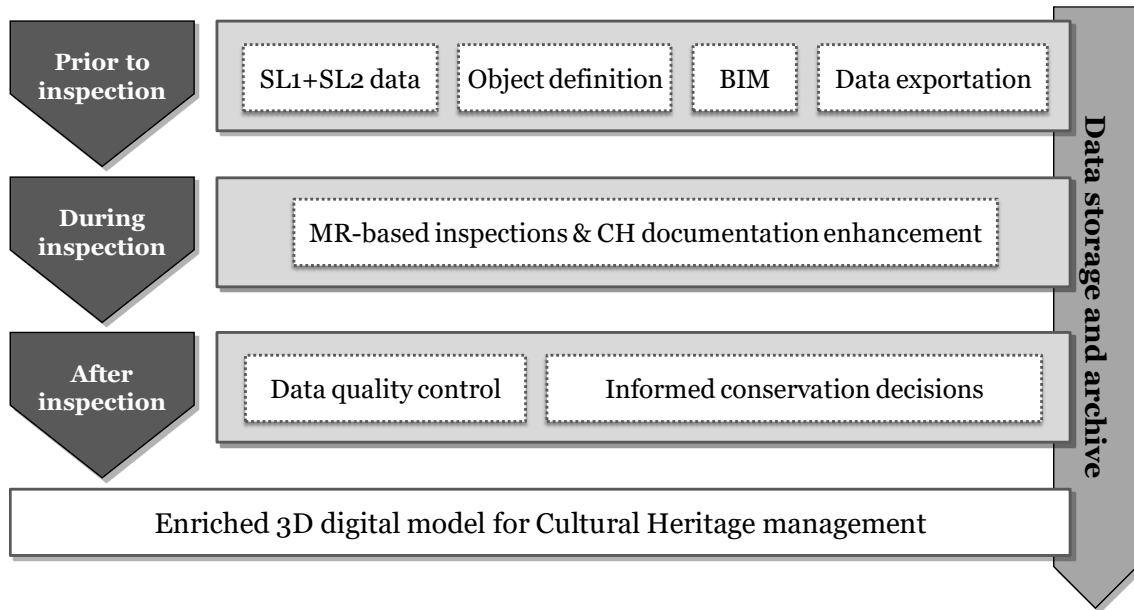 Prior to
inspection
SL1+SL2 data
Object definition
BIM
Data exportation
During
inspection
MR-based inspections & CH documentation enhancement
After
inspection
Data quality control
Informed conservation decisions
Enriched 3D digital model for Cultural Heritage management
Data storage and archive